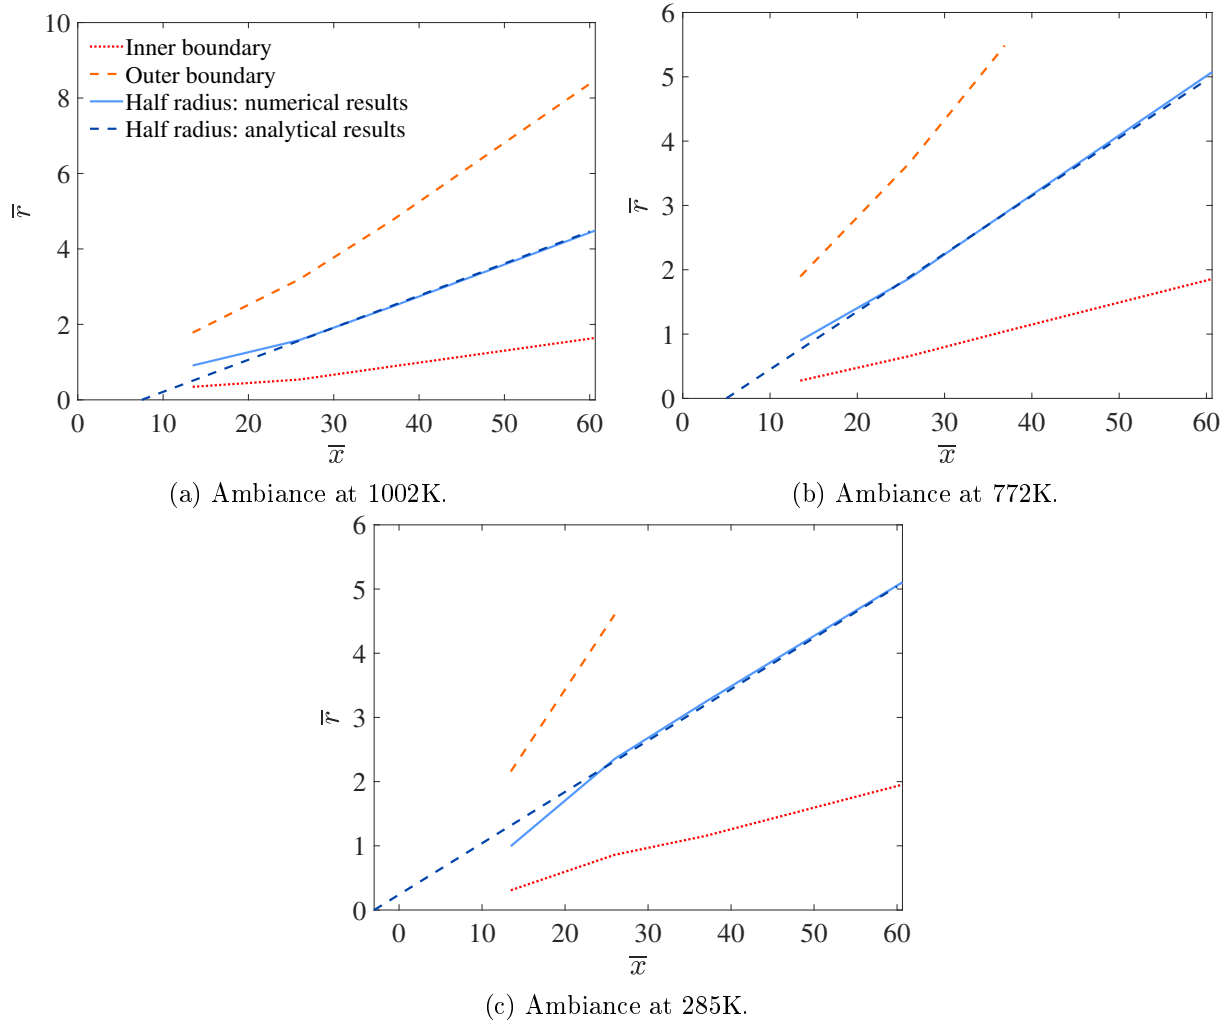 10
8
6
4
2
0
0 10 20 30 40 50 60
r
x
Inner boundary
Outer boundary
Half radius: numerical results
Half radius: analytical results
(a) Ambiance at 1002K.
6
5
4
3
2
1
0
0 10 20 30 40 50 60
r
x
(b) Ambiance at 772K.
6
5
4
3
2
1
0
0 10 20 30 40 50 60
r
x
(c) Ambiance at 285K.